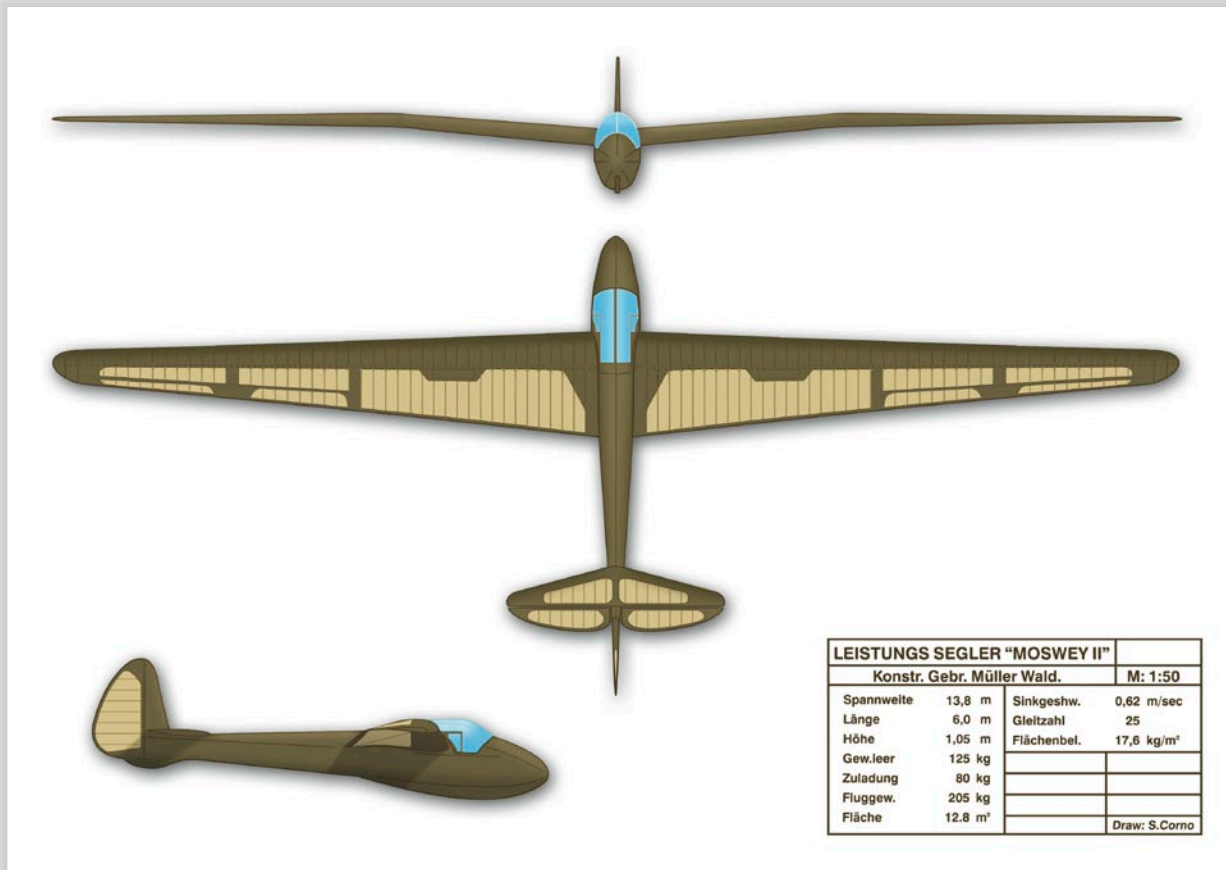 LEISTUNGS SEGLER “MOSWEY II”
Konstr. Gebr. Müller Wald. M: 1:50
Spannweite 13,8 m Sinkgeshw. 0,62 m/sec
Länge 6,0 m Gleitzahl 25
Höhe 1,05 m Flächenbel. 17,6 kg/m²
Gew.leer 125 kg
Zuladung 80 kg
Fluggew. 205 kg
Fläche 12.8 m²
Draw: S.Corno